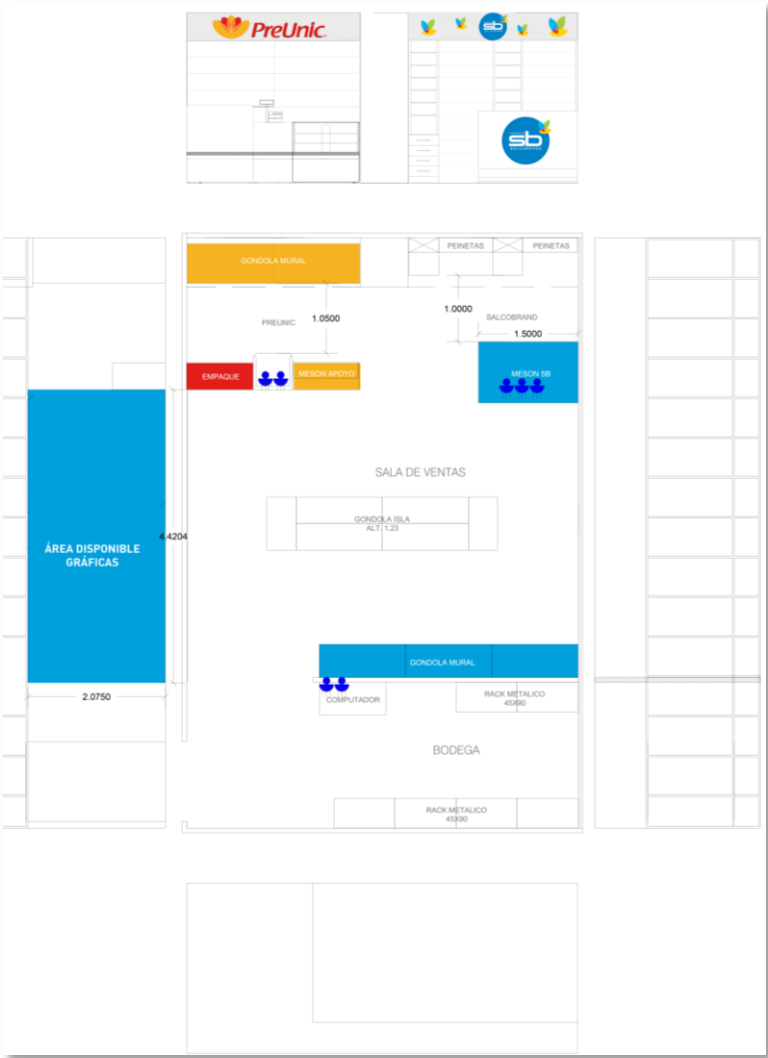 PreUnic
sb
sb
SALCOBRAND
GONDOLA MURAL
PEINETAS
PEINETAS
PREUNIC
1.0500
1.0000
SALCOBRAND
1.5000
EMPAQUE
MESON APOYO
MESON SB
SALA DE VENTAS
GONDOLA ISLA
ALT. 1.23
4.4204
ÁREA DISPONIBLE
GRÁFICAS
GONDOLA MURAL
2.0750
COMPUTADOR
RACK METALICO
45X90
BODEGA
RACK METALICO
45X90